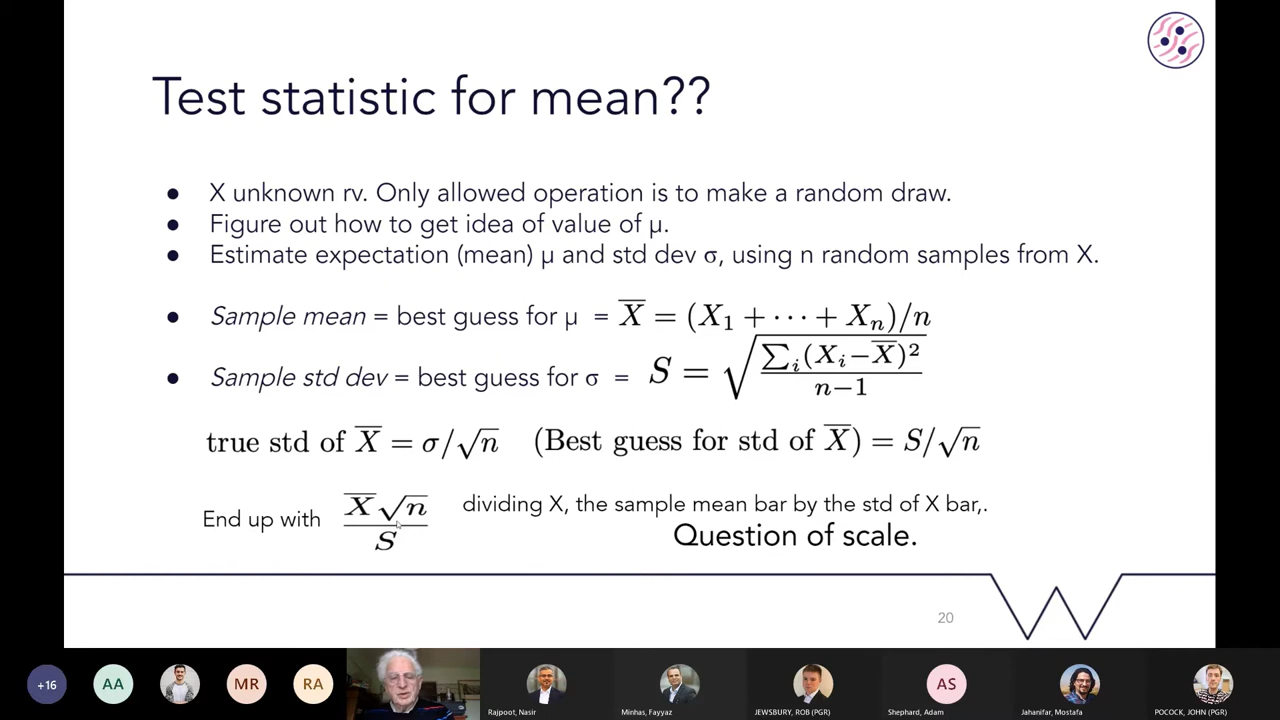 Test statistic for mean??
● X unknown rv. Only allowed operation is to make a random draw.
● Figure out how to get idea of value of μ.
● Estimate expectation (mean) μ and std dev σ, using n random samples from X.
● Sample mean = best guess for μ = X̅ = (X₁ + ⋯ + Xₙ)/n
● Sample std dev = best guess for σ = S = √(∑ᵢ(Xᵢ−X̅)²/(n−1))
true std of X̅ = σ/√n (Best guess for std of X̅) = S/√n
End up with X̅√n/S dividing X, the sample mean bar by the std of X bar,.
Question of scale.
20
+16 AA MR RA AS
Rajpoot, Nasir Minhas, Fayyaz JEWSBURY, ROB (PGR) Shephard, Adam Jahanifar, Mostafa POCOCK, JOHN (PGR)